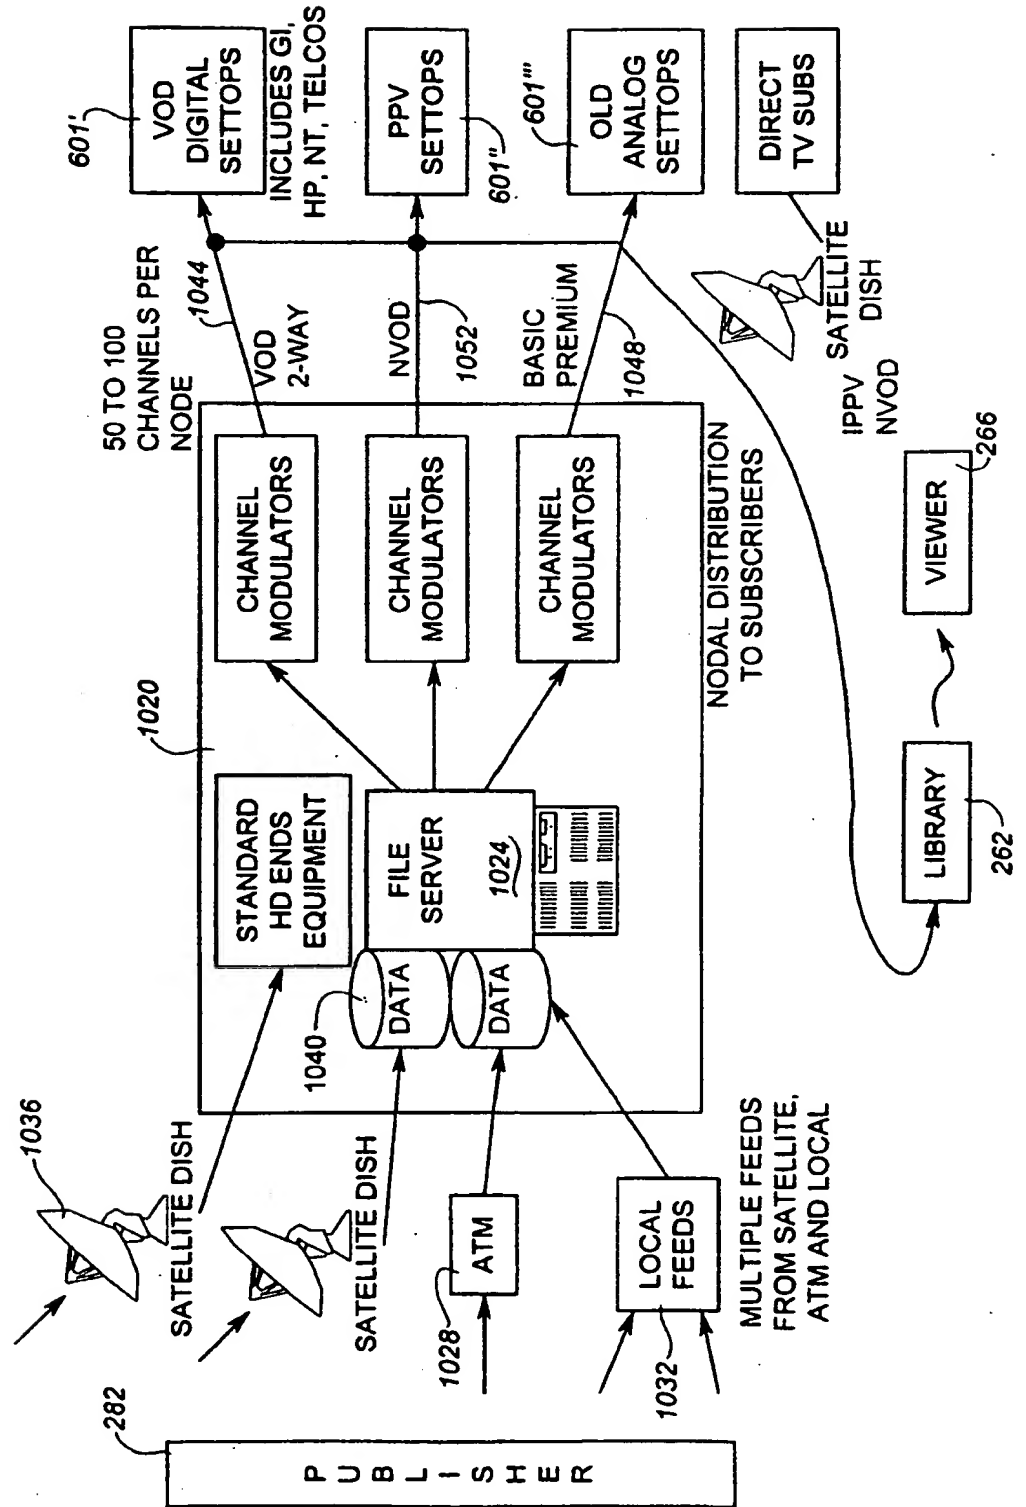 282
PUBLISHER
1036
SATELLITE DISH
SATELLITE DISH
1028
ATM
1032
LOCAL
FEEDS
MULTIPLE FEEDS
FROM SATELLITE,
ATM AND LOCAL
1020
STANDARD
HD ENDS
EQUIPMENT
1040
DATA
DATA
FILE
SERVER
1024
CHANNEL
MODULATORS
CHANNEL
MODULATORS
CHANNEL
MODULATORS
NODAL DISTRIBUTION
TO SUBSCRIBERS
50 TO 100
CHANNELS PER
NODE
1044
VOD
2-WAY
NVOD
1052
BASIC
PREMIUM
1048
601'
VOD
DIGITAL
SETTOPS
INCLUDES GI,
HP, NT, TELCOS
PPV
SETTOPS
601"
601'"
OLD
ANALOG
SETTOPS
DIRECT
TV SUBS
SATELLITE
DISH
IPPV
NVOD
LIBRARY
262
VIEWER
266